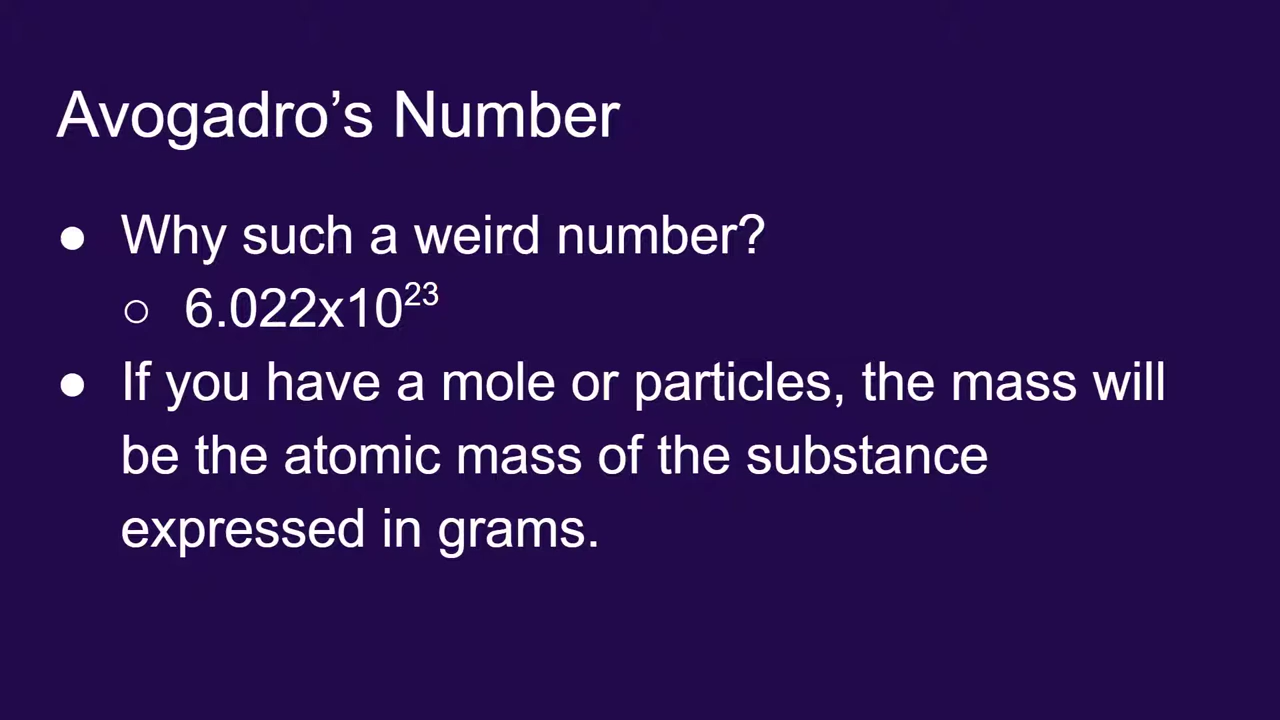 Avogadro’s Number
● Why such a weird number?
○ 6.022x10²³
● If you have a mole or particles, the mass will
be the atomic mass of the substance
expressed in grams.